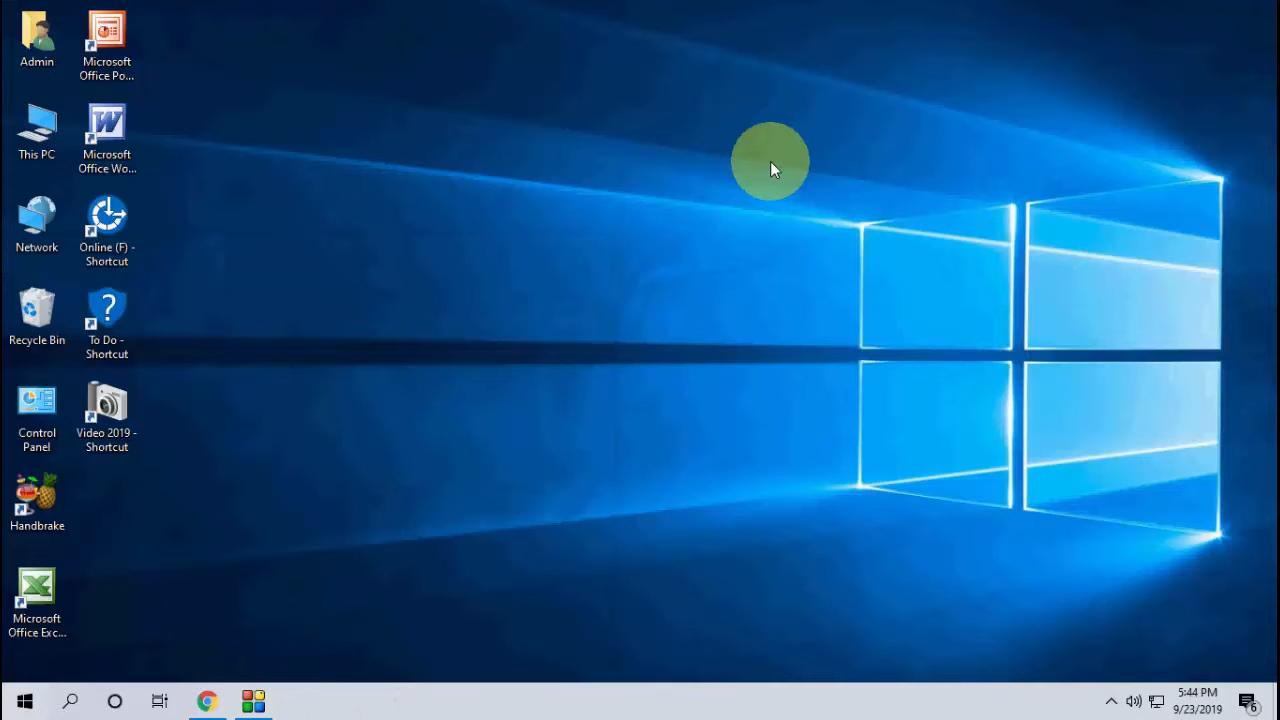 Admin
Microsoft
Office Po...
This PC
Microsoft
Office Wo...
Network
Online (F) -
Shortcut
Recycle Bin
To Do -
Shortcut
Control
Panel
Video 2019 -
Shortcut
Handbrake
Microsoft
Office Exc...
5:44 PM
9/23/2019
6